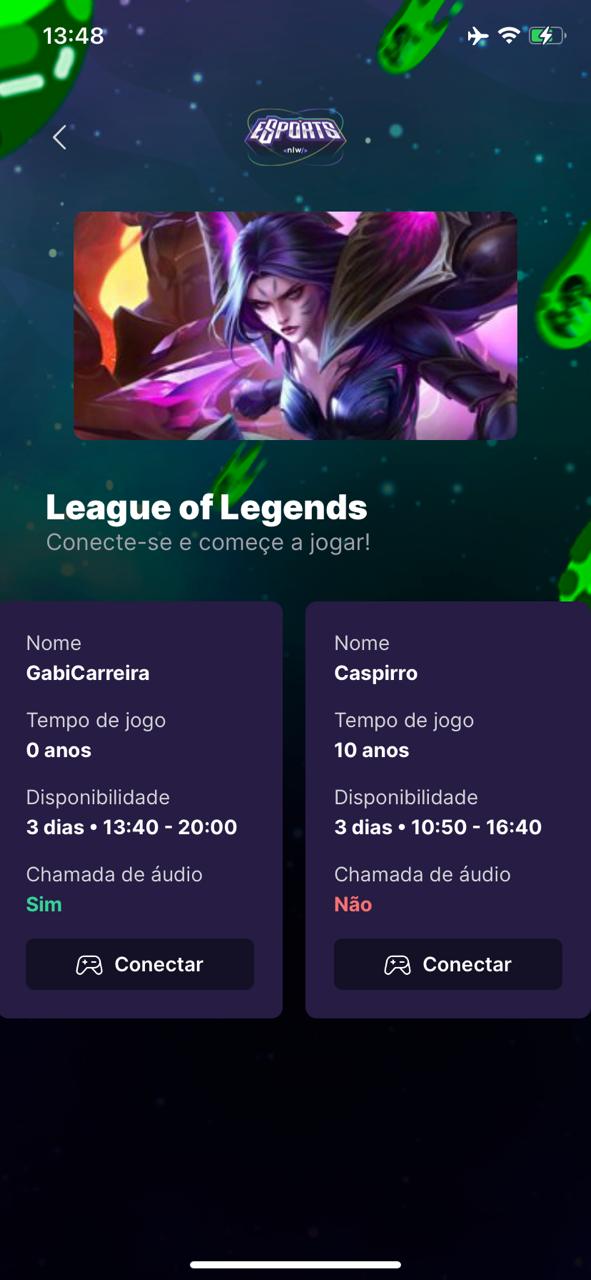 13:48
ESPORTS
<nlw/>
League of Legends
Conecte-se e começe a jogar!
Nome
GabiCarreira
Tempo de jogo
0 anos
Disponibilidade
3 dias • 13:40 - 20:00
Chamada de áudio
Sim
Conectar
Nome
Caspirro
Tempo de jogo
10 anos
Disponibilidade
3 dias • 10:50 - 16:40
Chamada de áudio
Não
Conectar